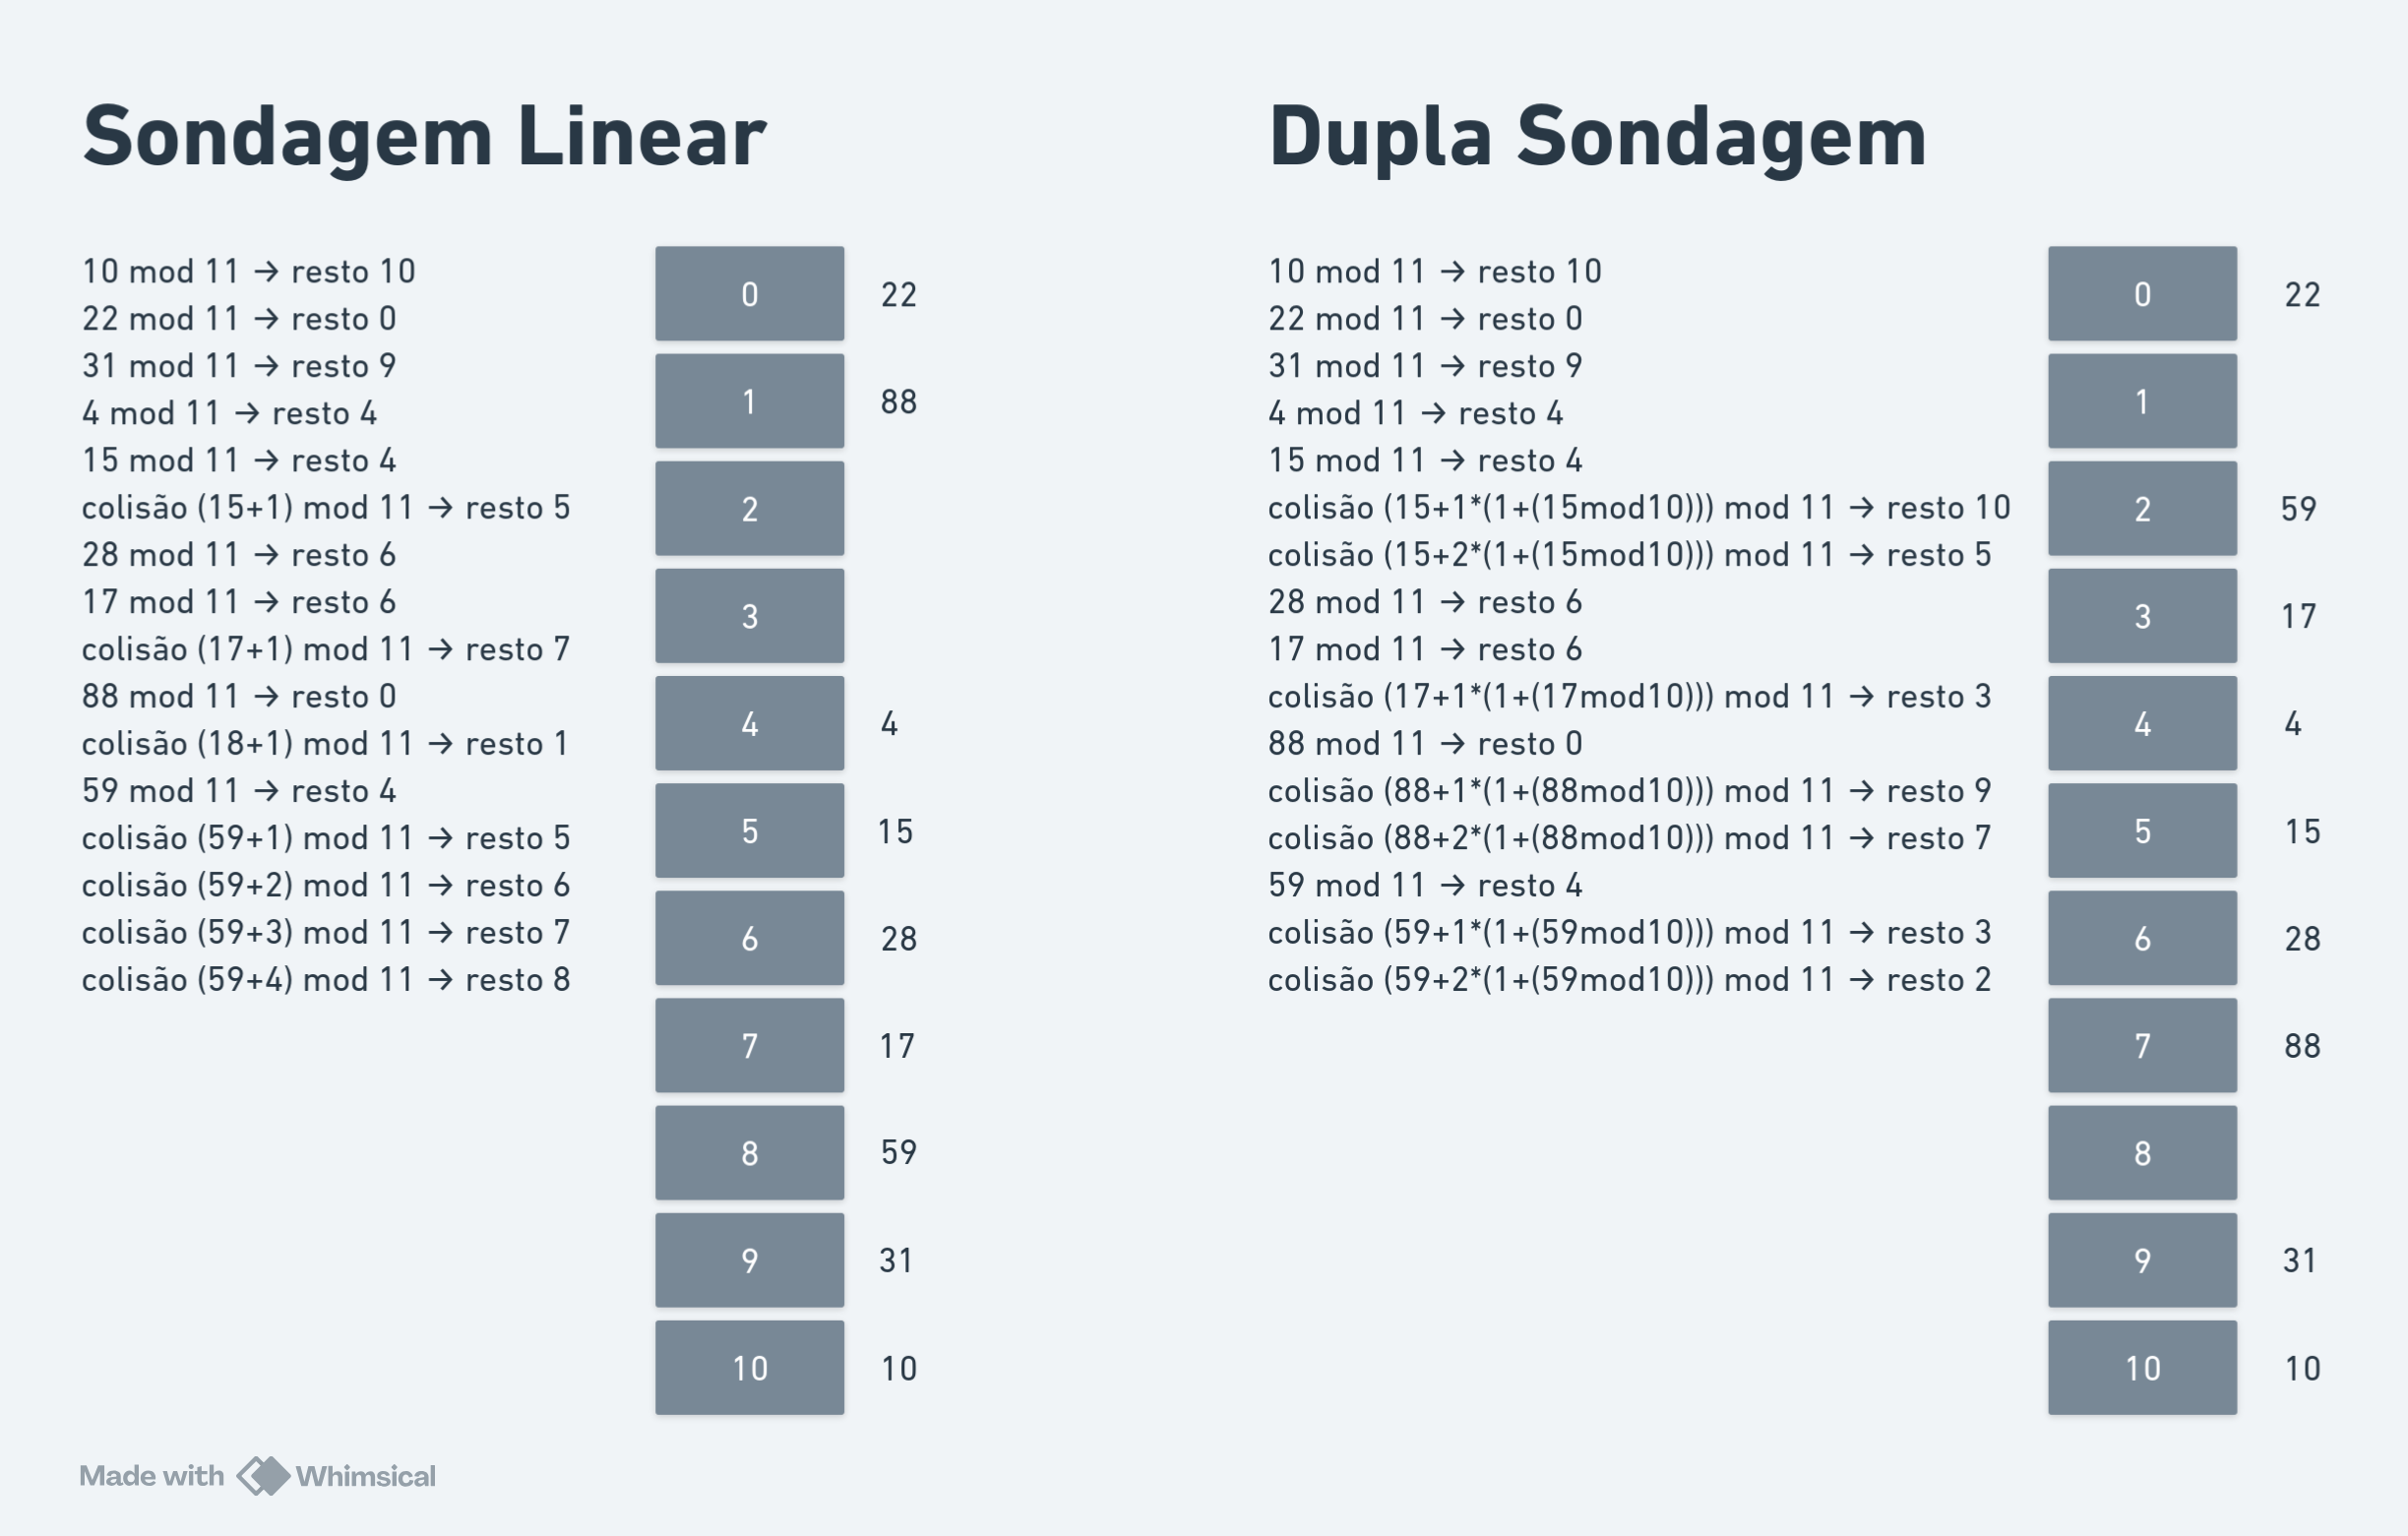 Sondagem Linear
10 mod 11 → resto 10
22 mod 11 → resto 0
31 mod 11 → resto 9
4 mod 11 → resto 4
15 mod 11 → resto 4
colisão (15+1) mod 11 → resto 5
28 mod 11 → resto 6
17 mod 11 → resto 6
colisão (17+1) mod 11 → resto 7
88 mod 11 → resto 0
colisão (18+1) mod 11 → resto 1
59 mod 11 → resto 4
colisão (59+1) mod 11 → resto 5
colisão (59+2) mod 11 → resto 6
colisão (59+3) mod 11 → resto 7
colisão (59+4) mod 11 → resto 8
0 22
1 88
2
3
4 4
5 15
6 28
7 17
8 59
9 31
10 10
Dupla Sondagem
10 mod 11 → resto 10
22 mod 11 → resto 0
31 mod 11 → resto 9
4 mod 11 → resto 4
15 mod 11 → resto 4
colisão (15+1*(1+(15mod10))) mod 11 → resto 10
colisão (15+2*(1+(15mod10))) mod 11 → resto 5
28 mod 11 → resto 6
17 mod 11 → resto 6
colisão (17+1*(1+(17mod10))) mod 11 → resto 3
88 mod 11 → resto 0
colisão (88+1*(1+(88mod10))) mod 11 → resto 9
colisão (88+2*(1+(88mod10))) mod 11 → resto 7
59 mod 11 → resto 4
colisão (59+1*(1+(59mod10))) mod 11 → resto 3
colisão (59+2*(1+(59mod10))) mod 11 → resto 2
0 22
1
2 59
3 17
4 4
5 15
6 28
7 88
8
9 31
10 10
Made with Whimsical